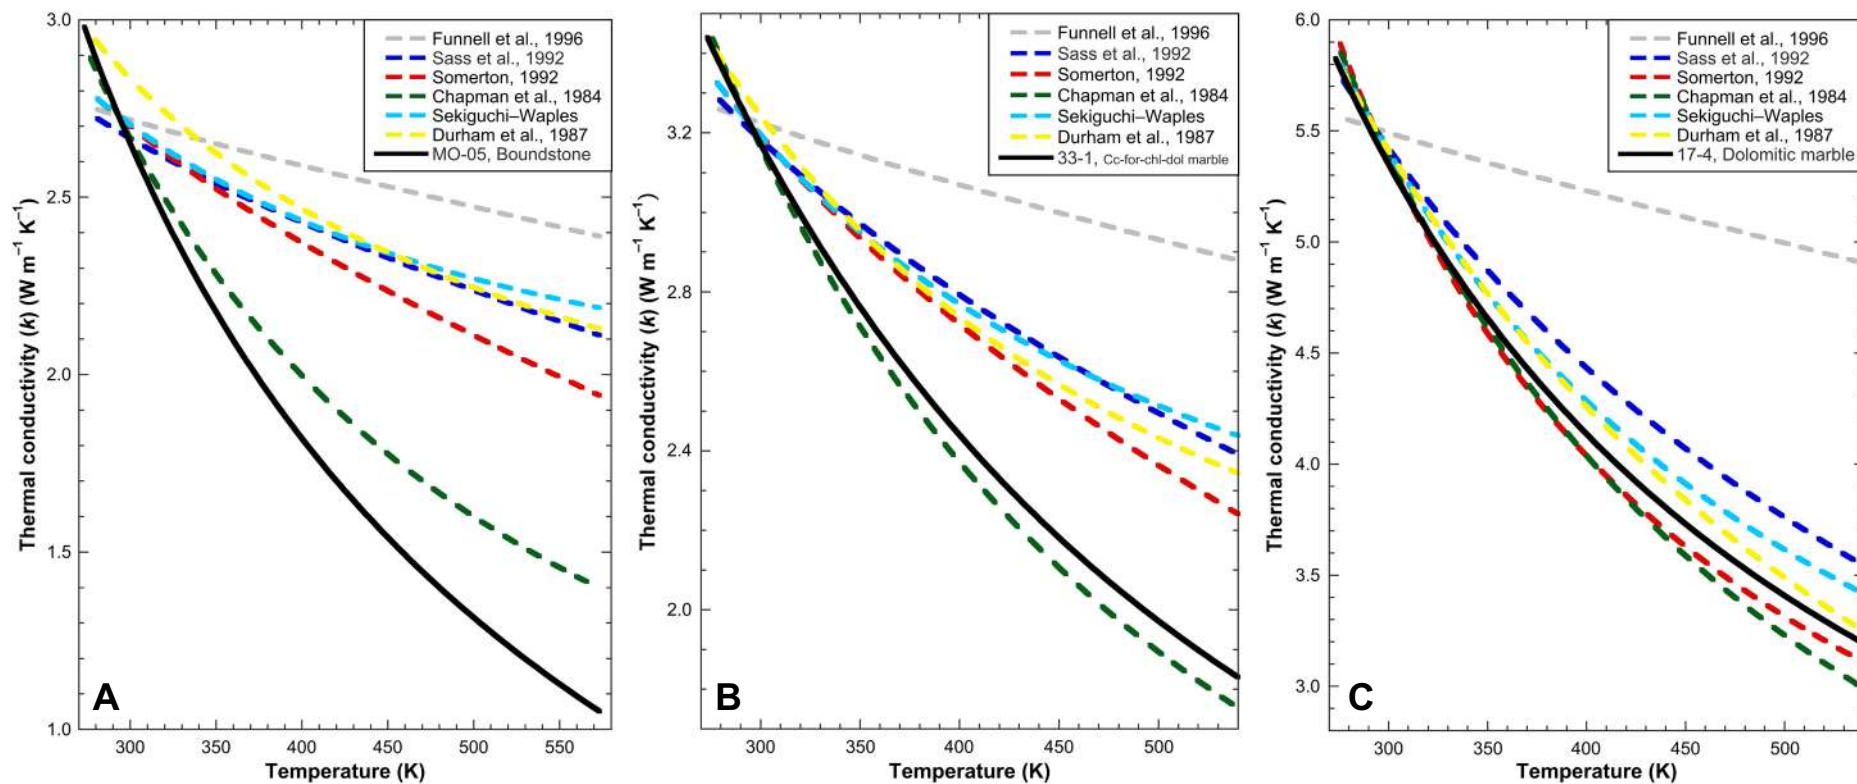 Thermal conductivity (k) (W m⁻¹ K⁻¹)
3.0
2.5
2.0
1.5
1.0
Funnell et al., 1996
Sass et al., 1992
Somerton, 1992
Chapman et al., 1984
Sekiguchi–Waples
Durham et al., 1987
MO-05, Boundstone
A
300 350 400 450 500 550
Temperature (K)
Thermal conductivity (k) (W m⁻¹ K⁻¹)
3.2
2.8
2.4
2.0
Funnell et al., 1996
Sass et al., 1992
Somerton, 1992
Chapman et al., 1984
Sekiguchi–Waples
Durham et al., 1987
33-1, Cc-for-chl-dol marble
B
300 350 400 450 500
Temperature (K)
Thermal conductivity (k) (W m⁻¹ K⁻¹)
6.0
5.5
5.0
4.5
4.0
3.5
3.0
Funnell et al., 1996
Sass et al., 1992
Somerton, 1992
Chapman et al., 1984
Sekiguchi–Waples
Durham et al., 1987
17-4, Dolomitic marble
C
300 350 400 450 500
Temperature (K)